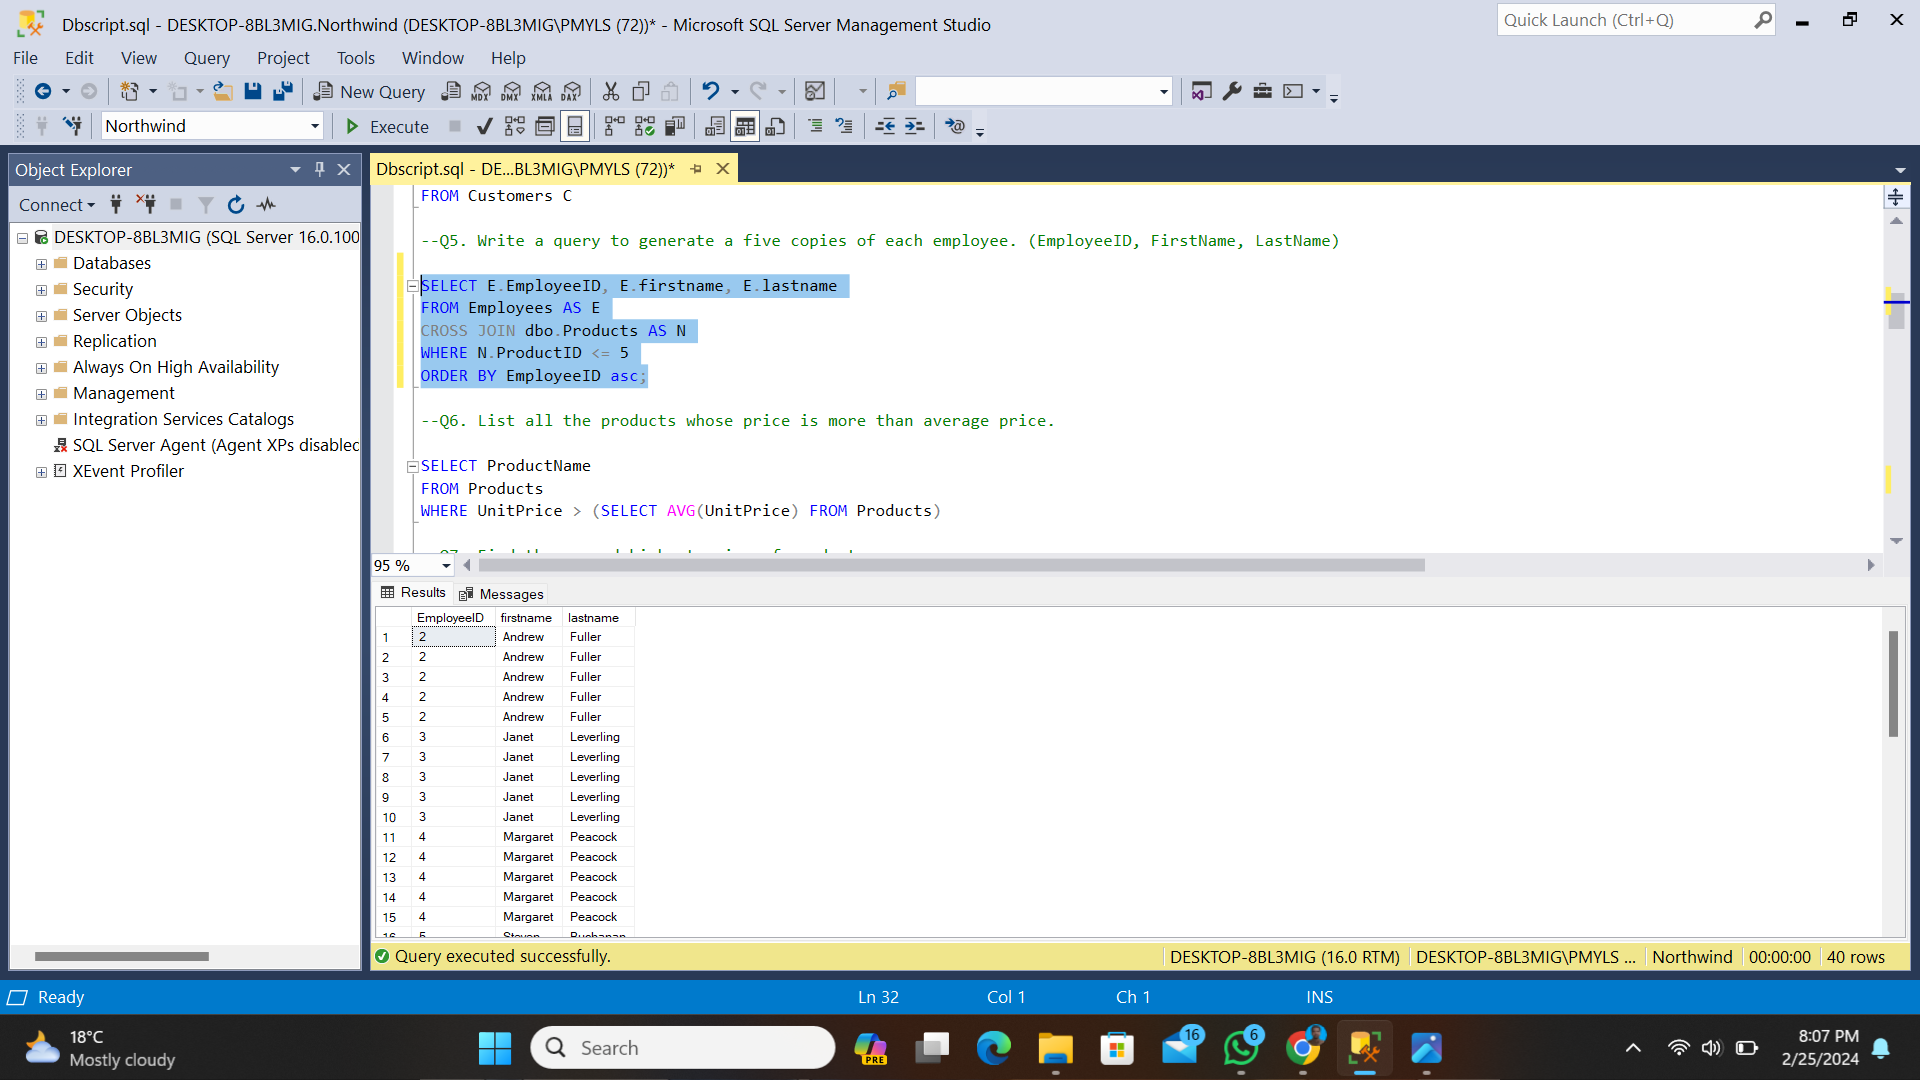 Dbscript.sql - DESKTOP-8BL3MIG.Northwind (DESKTOP-8BL3MIG\PMYLS (72))* - Microsoft SQL Server Management Studio
Quick Launch (Ctrl+Q)
File Edit View Query Project Tools Window Help
New Query MDX DMX XMLA DAX
Northwind Execute
Object Explorer
Dbscript.sql - DE...BL3MIG\PMYLS (72))*
Connect
DESKTOP-8BL3MIG (SQL Server 16.0.100
Databases
Security
Server Objects
Replication
Always On High Availability
Management
Integration Services Catalogs
SQL Server Agent (Agent XPs disabled
XEvent Profiler
FROM Customers C
--Q5. Write a query to generate a five copies of each employee. (EmployeeID, FirstName, LastName)
SELECT E.EmployeeID, E.firstname, E.lastname
FROM Employees AS E
CROSS JOIN dbo.Products AS N
WHERE N.ProductID <= 5
ORDER BY EmployeeID asc;
--Q6. List all the products whose price is more than average price.
SELECT ProductName
FROM Products
WHERE UnitPrice > (SELECT AVG(UnitPrice) FROM Products)
95 %
Results Messages
EmployeeID firstname lastname
1 2 Andrew Fuller
2 2 Andrew Fuller
3 2 Andrew Fuller
4 2 Andrew Fuller
5 2 Andrew Fuller
6 3 Janet Leverling
7 3 Janet Leverling
8 3 Janet Leverling
9 3 Janet Leverling
10 3 Janet Leverling
11 4 Margaret Peacock
12 4 Margaret Peacock
13 4 Margaret Peacock
14 4 Margaret Peacock
15 4 Margaret Peacock
16 5 Steven Buchanan
Query executed successfully. DESKTOP-8BL3MIG (16.0 RTM) DESKTOP-8BL3MIG\PMYLS ... Northwind 00:00:00 40 rows
Ready Ln 32 Col 1 Ch 1 INS
18°C
Mostly cloudy
Search
PRE
16
6
8:07 PM
2/25/2024